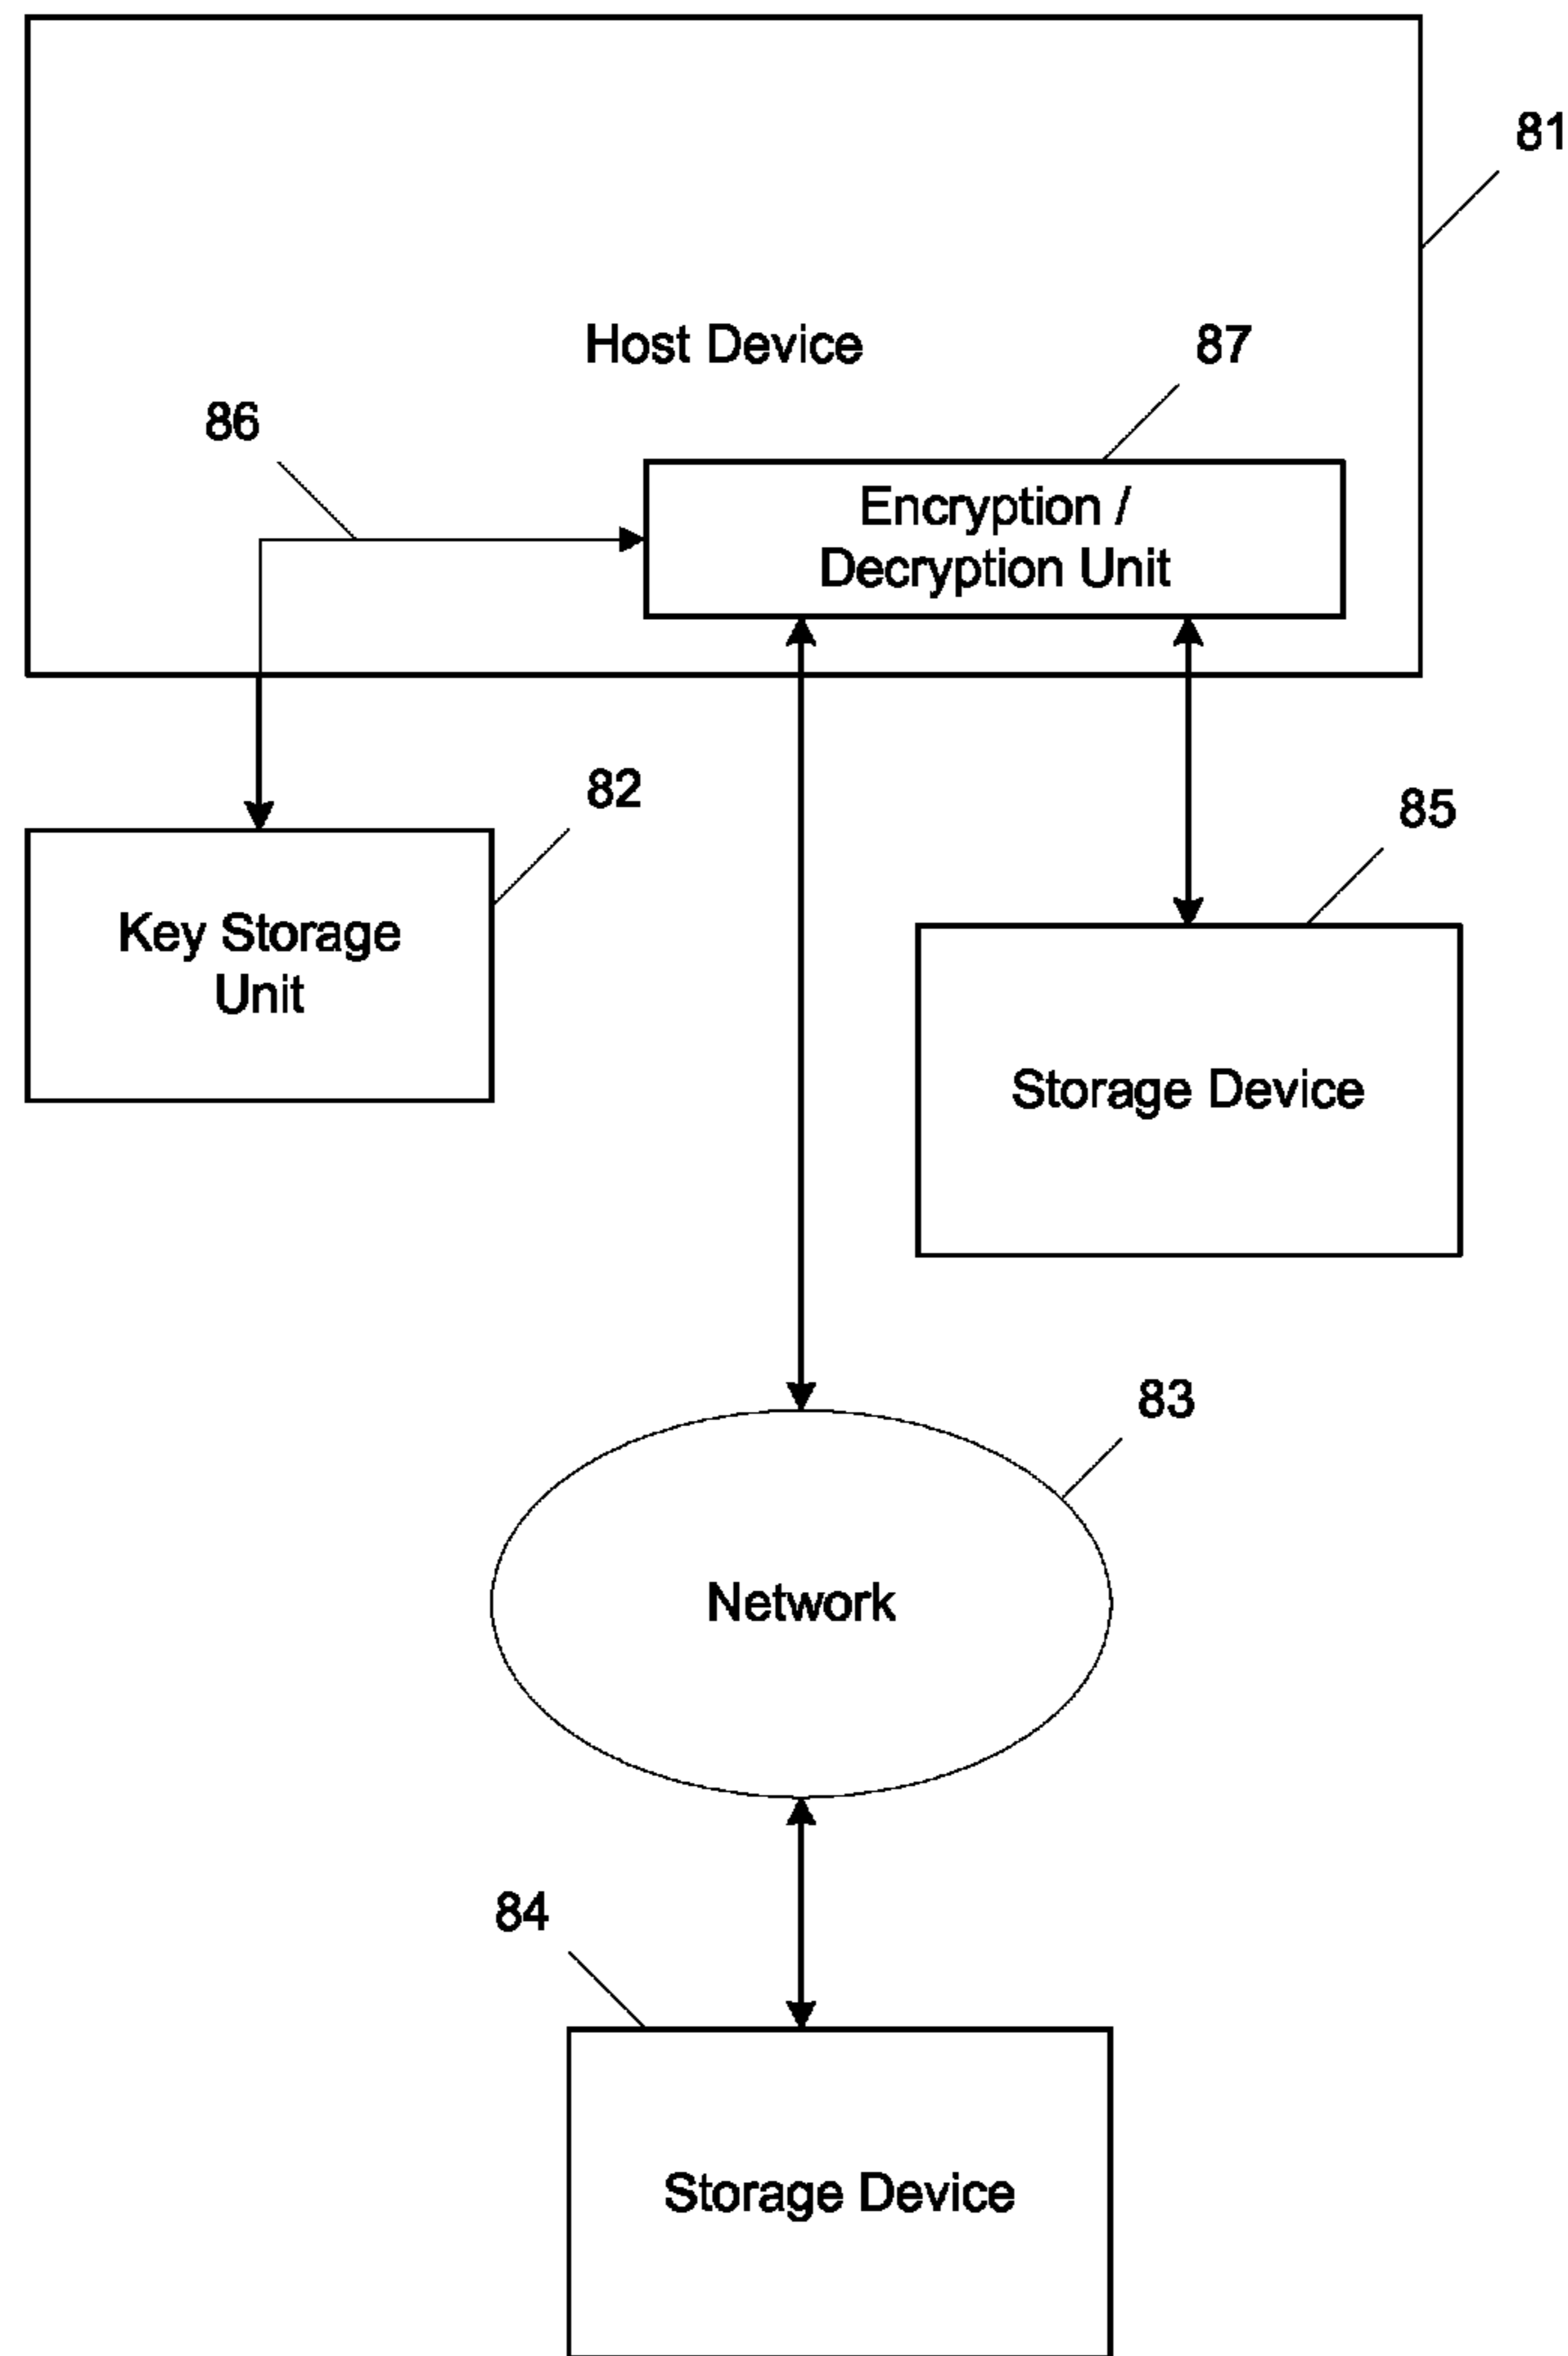 81
Host Device
87
86
Encryption /
Decryption Unit
82
85
Key Storage
Unit
Storage Device
83
Network
84
Storage Device